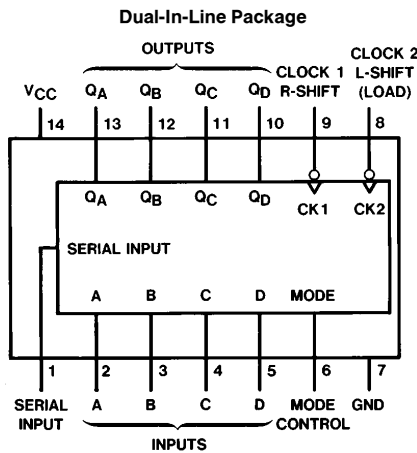 Dual-In-Line Package
OUTPUTS
CLOCK 2
CLOCK 1 L-SHIFT
VCC QA QB QC QD R-SHIFT (LOAD)
14 13 12 11 10 9 8
QA QB QC QD CK1 CK2
SERIAL INPUT
A B C D MODE
1 2 3 4 5 6 7
SERIAL A B C D MODE GND
INPUT CONTROL
INPUTS